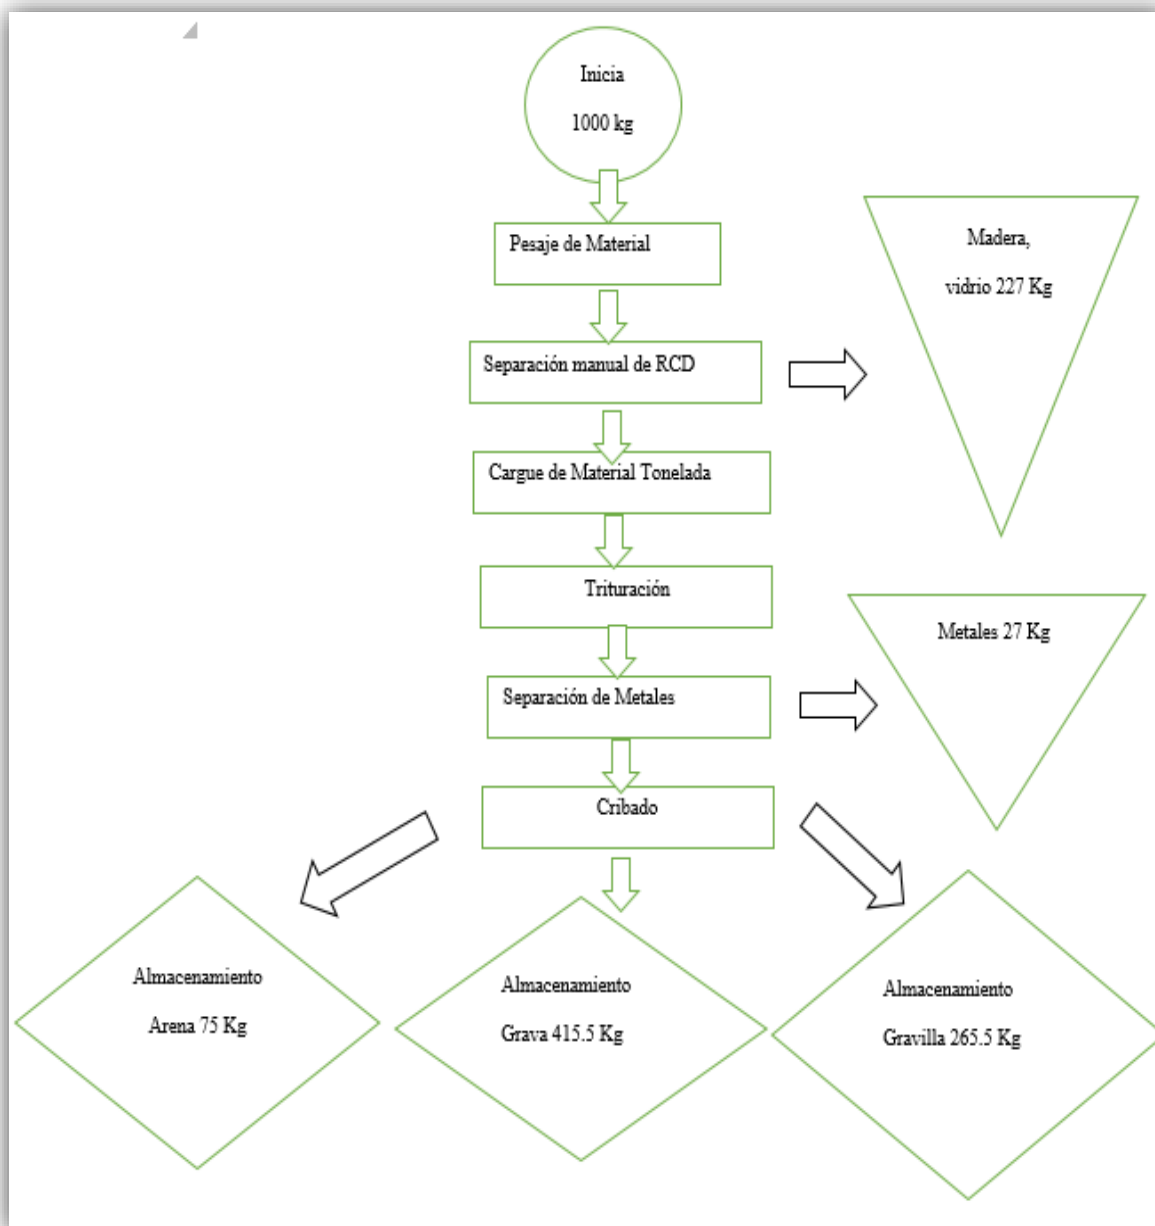 Inicia
1000 kg
Pesaje de Material
Madera,
vidrio 227 Kg
Separación manual de RCD
Cargue de Material Tonelada
Trituración
Metales 27 Kg
Separación de Metales
Cribado
Almacenamiento
Arena 75 Kg
Almacenamiento
Grava 415.5 Kg
Almacenamiento
Gravilla 265.5 Kg